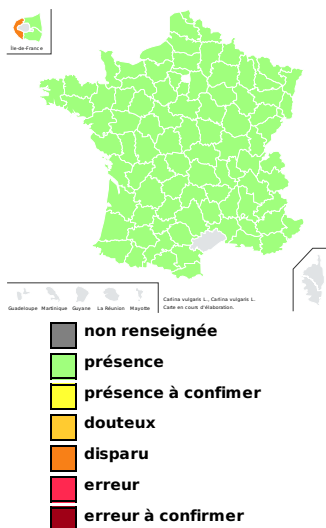 Île-de-France
Guadeloupe Martinique Guyane La Réunion Mayotte
Carlina vulgaris L., Carlina vulgaris L.
Carte en cours d'élaboration.
non renseignée
présence
présence à confimer
douteux
disparu
erreur
erreur à confirmer